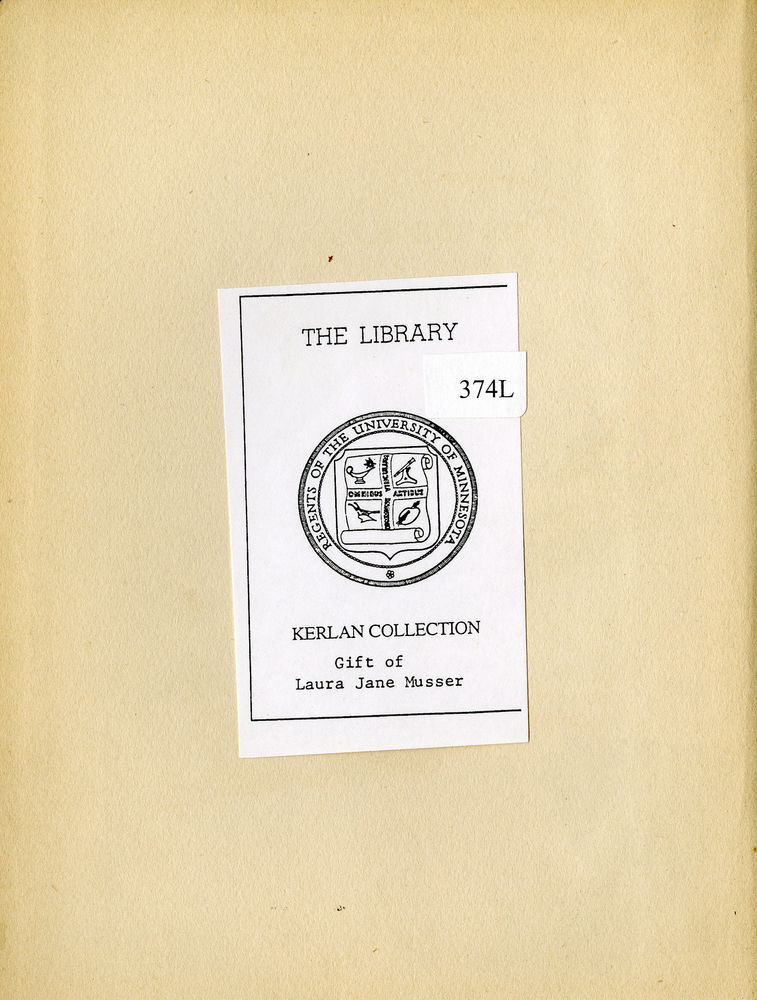 THE LIBRARY
374L
REGENTS OF THE UNIVERSITY OF MINNESOTA
OMNIBUS ARTIBUS
KERLAN COLLECTION
Gift of
Laura Jane Musser